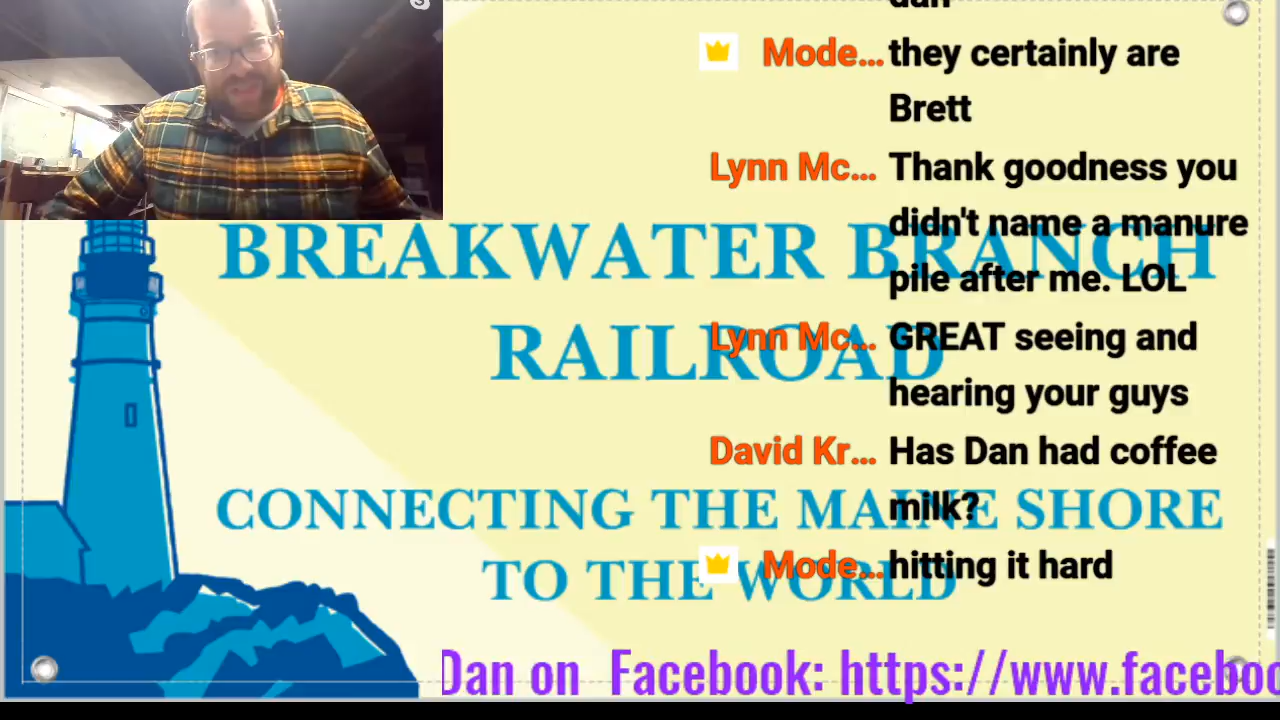 dan
Mode... they certainly are
Brett
Lynn Mc... Thank goodness you
didn't name a manure
pile after me. LOL
Lynn Mc... GREAT seeing and
hearing your guys
David Kr... Has Dan had coffee
milk?
Mode... hitting it hard
BREAKWATER BRANCH
RAILROAD
CONNECTING THE MAINE SHORE
TO THE WORLD
Dan on Facebook: https://www.faceboo